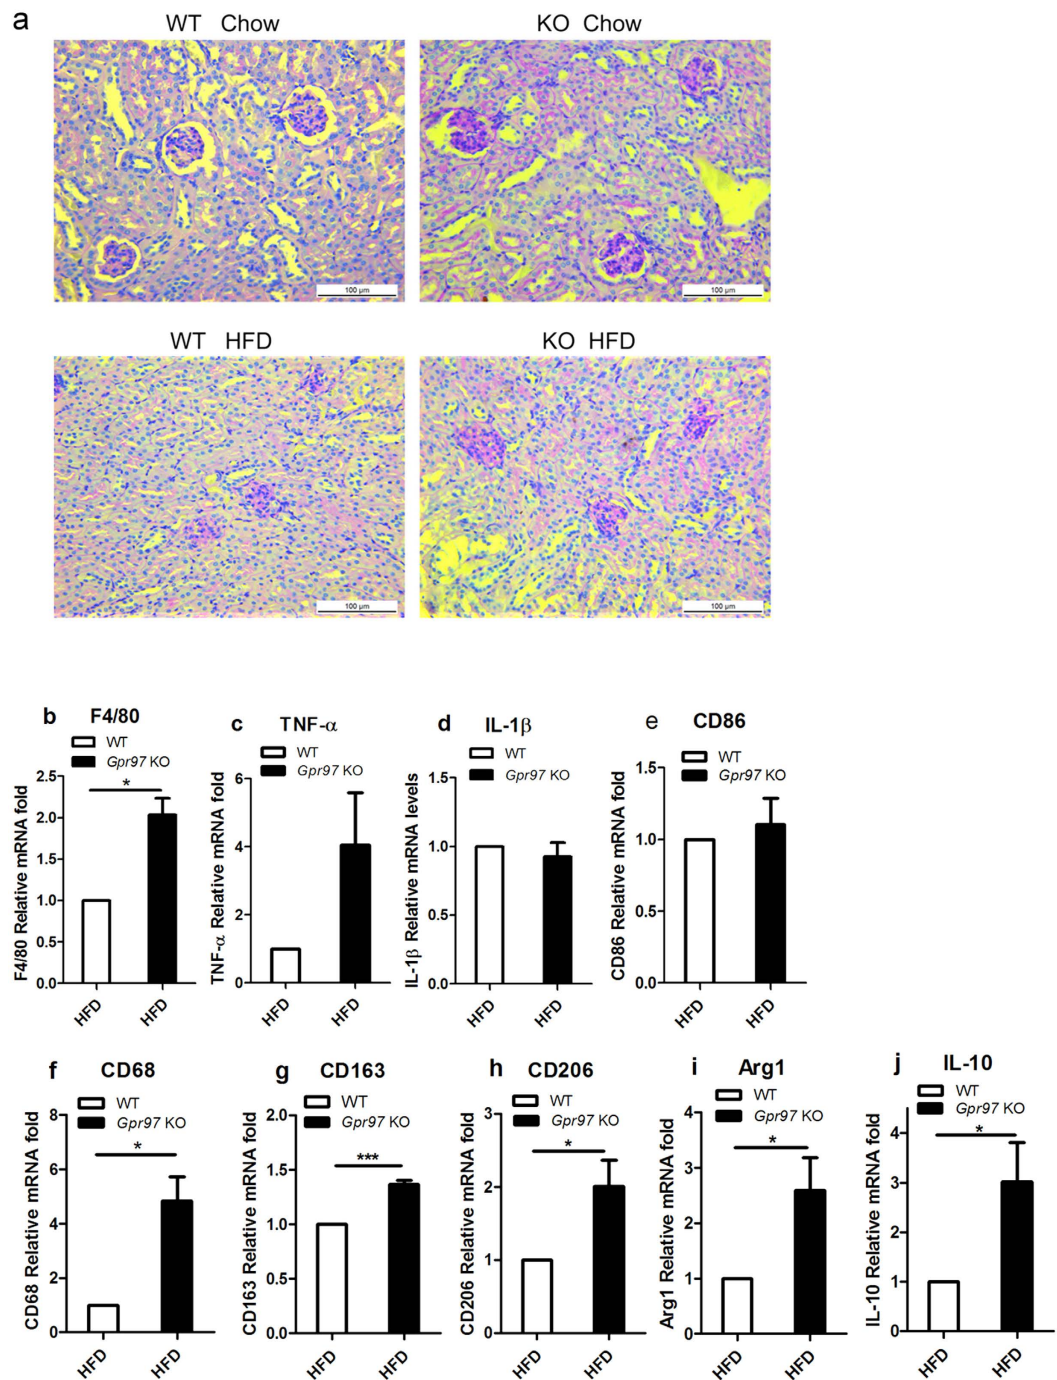 a
WT Chow
KO Chow
100 µm
100 µm
WT HFD
KO HFD
100 µm
100 µm
b F4/80
WT
Gpr97 KO
F4/80 Relative mRNA fold
2.5
2.0
1.5
1.0
0.5
0.0
*
HFD
HFD
c TNF-α
WT
Gpr97 KO
TNF-α Relative mRNA fold
6
4
2
0
HFD
HFD
d IL-1β
WT
Gpr97 KO
IL-1β Relative mRNA levels
1.5
1.0
0.5
0.0
HFD
HFD
e CD86
WT
Gpr97 KO
CD86 Relative mRNA fold
1.5
1.0
0.5
0.0
HFD
HFD
f CD68
WT
Gpr97 KO
CD68 Relative mRNA fold
8
6
4
2
0
*
HFD
HFD
g CD163
WT
Gpr97 KO
CD163 Relative mRNA fold
2.0
1.5
1.0
0.5
0.0
***
HFD
HFD
h CD206
WT
Gpr97 KO
CD206 Relative mRNA fold
3
2
1
0
*
HFD
HFD
i Arg1
WT
Gpr97 KO
Arg1 Relative mRNA fold
4
3
2
1
0
*
HFD
HFD
j IL-10
WT
Gpr97 KO
IL-10 Relative mRNA fold
4
3
2
1
0
*
HFD
HFD